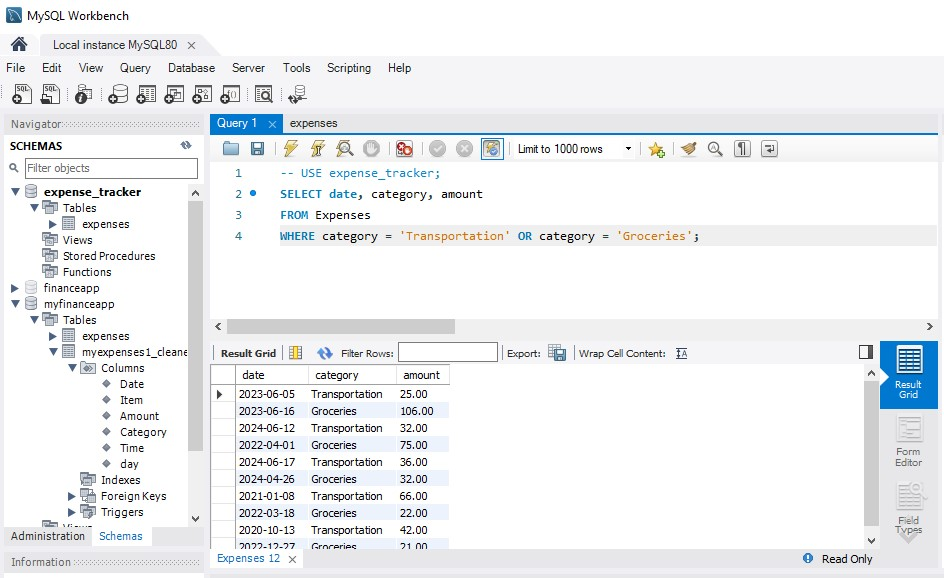 MySQL Workbench
Local instance MySQL80
File Edit View Query Database Server Tools Scripting Help
Navigator
SCHEMAS
Filter objects
expense_tracker
Tables
expenses
Views
Stored Procedures
Functions
financeapp
myfinanceapp
Tables
expenses
myexpenses1_cleane
Columns
Date
Item
Amount
Category
Time
day
Indexes
Foreign Keys
Triggers
Views
Administration Schemas
Information
Query 1 expenses
Limit to 1000 rows
1 -- USE expense_tracker;
2 SELECT date, category, amount
3 FROM Expenses
4 WHERE category = 'Transportation' OR category = 'Groceries';
Result Grid Filter Rows: Export: Wrap Cell Content:
date category amount
2023-06-05 Transportation 25.00
2023-06-16 Groceries 106.00
2024-06-12 Transportation 32.00
2022-04-01 Groceries 75.00
2024-06-17 Transportation 36.00
2024-04-26 Groceries 32.00
2021-01-08 Transportation 66.00
2022-03-18 Groceries 22.00
2020-10-13 Transportation 42.00
2022-12-27 Groceries 21.00
Result
Grid
Form
Editor
Field
Types
Expenses 12
Read Only